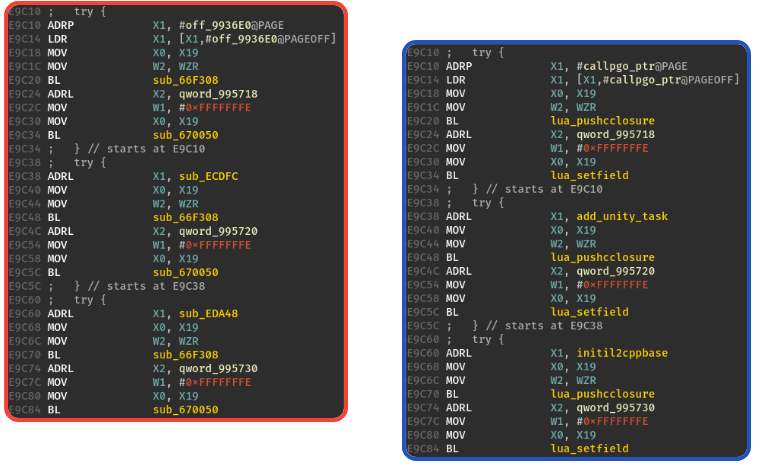 E9C10 ;   try {
E9C10 ADRP X1, #off_9936E0@PAGE
E9C14 LDR X1, [X1,#off_9936E0@PAGEOFF]
E9C18 MOV X0, X19
E9C1C MOV W2, WZR
E9C20 BL sub_66F308
E9C24 ADRL X2, qword_995718
E9C2C MOV W1, #0xFFFFFFFE
E9C30 MOV X0, X19
E9C34 BL sub_670050
E9C34 ;   } // starts at E9C10
E9C38 ;   try {
E9C38 ADRL X1, sub_ECDFC
E9C40 MOV X0, X19
E9C44 MOV W2, WZR
E9C48 BL sub_66F308
E9C4C ADRL X2, qword_995720
E9C54 MOV W1, #0xFFFFFFFE
E9C58 MOV X0, X19
E9C5C BL sub_670050
E9C5C ;   } // starts at E9C38
E9C60 ;   try {
E9C60 ADRL X1, sub_EDA48
E9C68 MOV X0, X19
E9C6C MOV W2, WZR
E9C70 BL sub_66F308
E9C74 ADRL X2, qword_995730
E9C7C MOV W1, #0xFFFFFFFE
E9C80 MOV X0, X19
E9C84 BL sub_670050
E9C10 ;   try {
E9C10 ADRP X1, #callpgo_ptr@PAGE
E9C14 LDR X1, [X1,#callpgo_ptr@PAGEOFF]
E9C18 MOV X0, X19
E9C1C MOV W2, WZR
E9C20 BL lua_pushcclosure
E9C24 ADRL X2, qword_995718
E9C2C MOV W1, #0xFFFFFFFE
E9C30 MOV X0, X19
E9C34 BL lua_setfield
E9C34 ;   } // starts at E9C10
E9C38 ;   try {
E9C38 ADRL X1, add_unity_task
E9C40 MOV X0, X19
E9C44 MOV W2, WZR
E9C48 BL lua_pushcclosure
E9C4C ADRL X2, qword_995720
E9C54 MOV W1, #0xFFFFFFFE
E9C58 MOV X0, X19
E9C5C BL lua_setfield
E9C5C ;   } // starts at E9C38
E9C60 ;   try {
E9C60 ADRL X1, initil2cppbase
E9C68 MOV X0, X19
E9C6C MOV W2, WZR
E9C70 BL lua_pushcclosure
E9C74 ADRL X2, qword_995730
E9C7C MOV W1, #0xFFFFFFFE
E9C80 MOV X0, X19
E9C84 BL lua_setfield